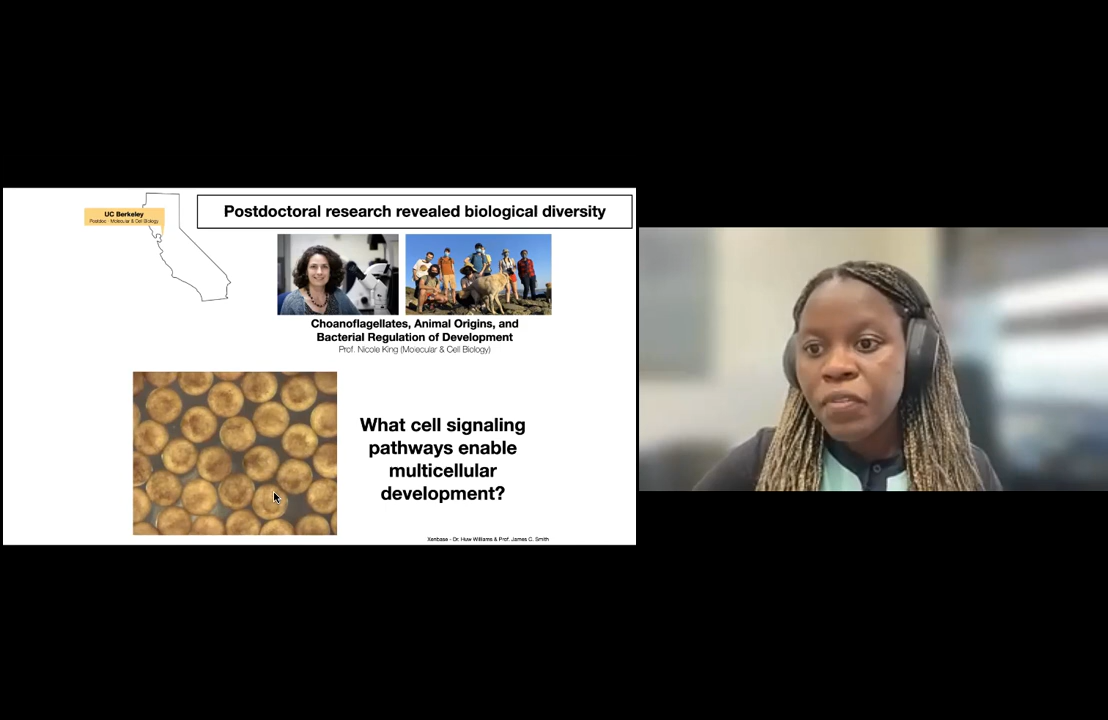 UC Berkeley
Postdoc - Molecular & Cell Biology
Postdoctoral research revealed biological diversity
Choanoflagellates, Animal Origins, and
Bacterial Regulation of Development
Prof. Nicole King (Molecular & Cell Biology)
What cell signaling
pathways enable
multicellular
development?
Xenbase - Dr. Huw Williams & Prof. James C. Smith